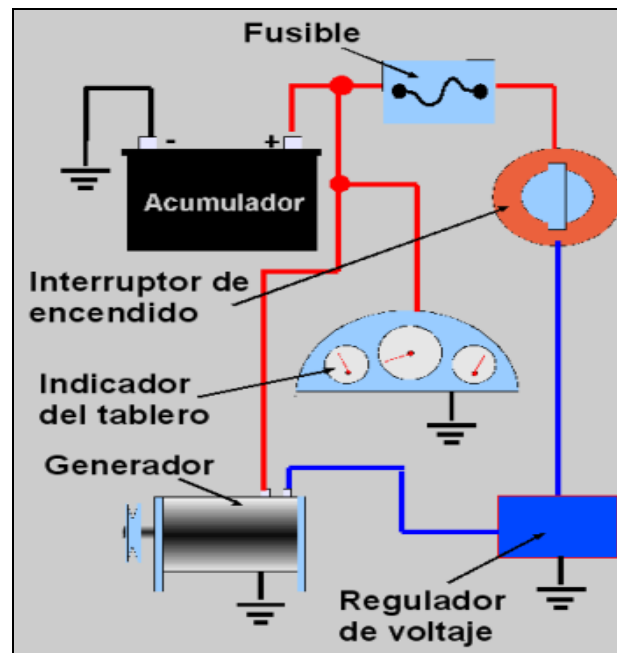 Fusible
- +
Acumulador
Interruptor de
encendido
Indicador
del tablero
Generador
Regulador
de voltaje